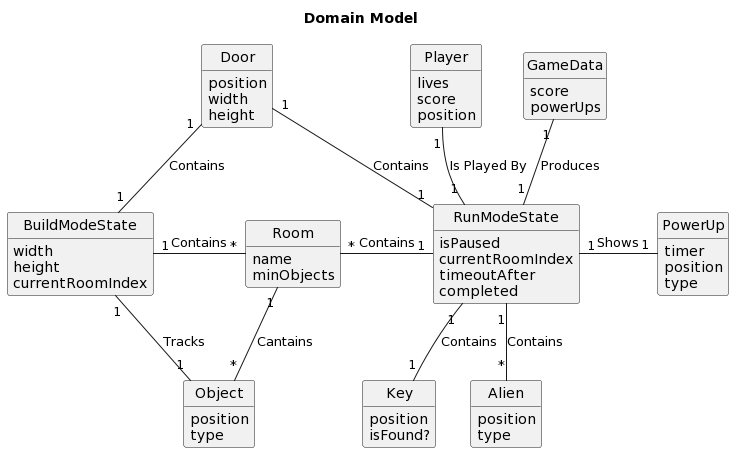 Domain Model
Door
position
width
height
Player
lives
score
position
GameData
score
powerUps
1
1
1
1
Contains
Contains
Is Played By
Produces
1
1
1
1
BuildModeState
width
height
currentRoomIndex
1
Contains
*
Room
name
minObjects
*
Contains
1
RunModeState
isPaused
currentRoomIndex
timeoutAfter
completed
1
Shows
1
PowerUp
timer
position
type
1
1
1
1
Tracks
Cantains
Contains
Contains
1
*
1
*
Object
position
type
Key
position
isFound?
Alien
position
type